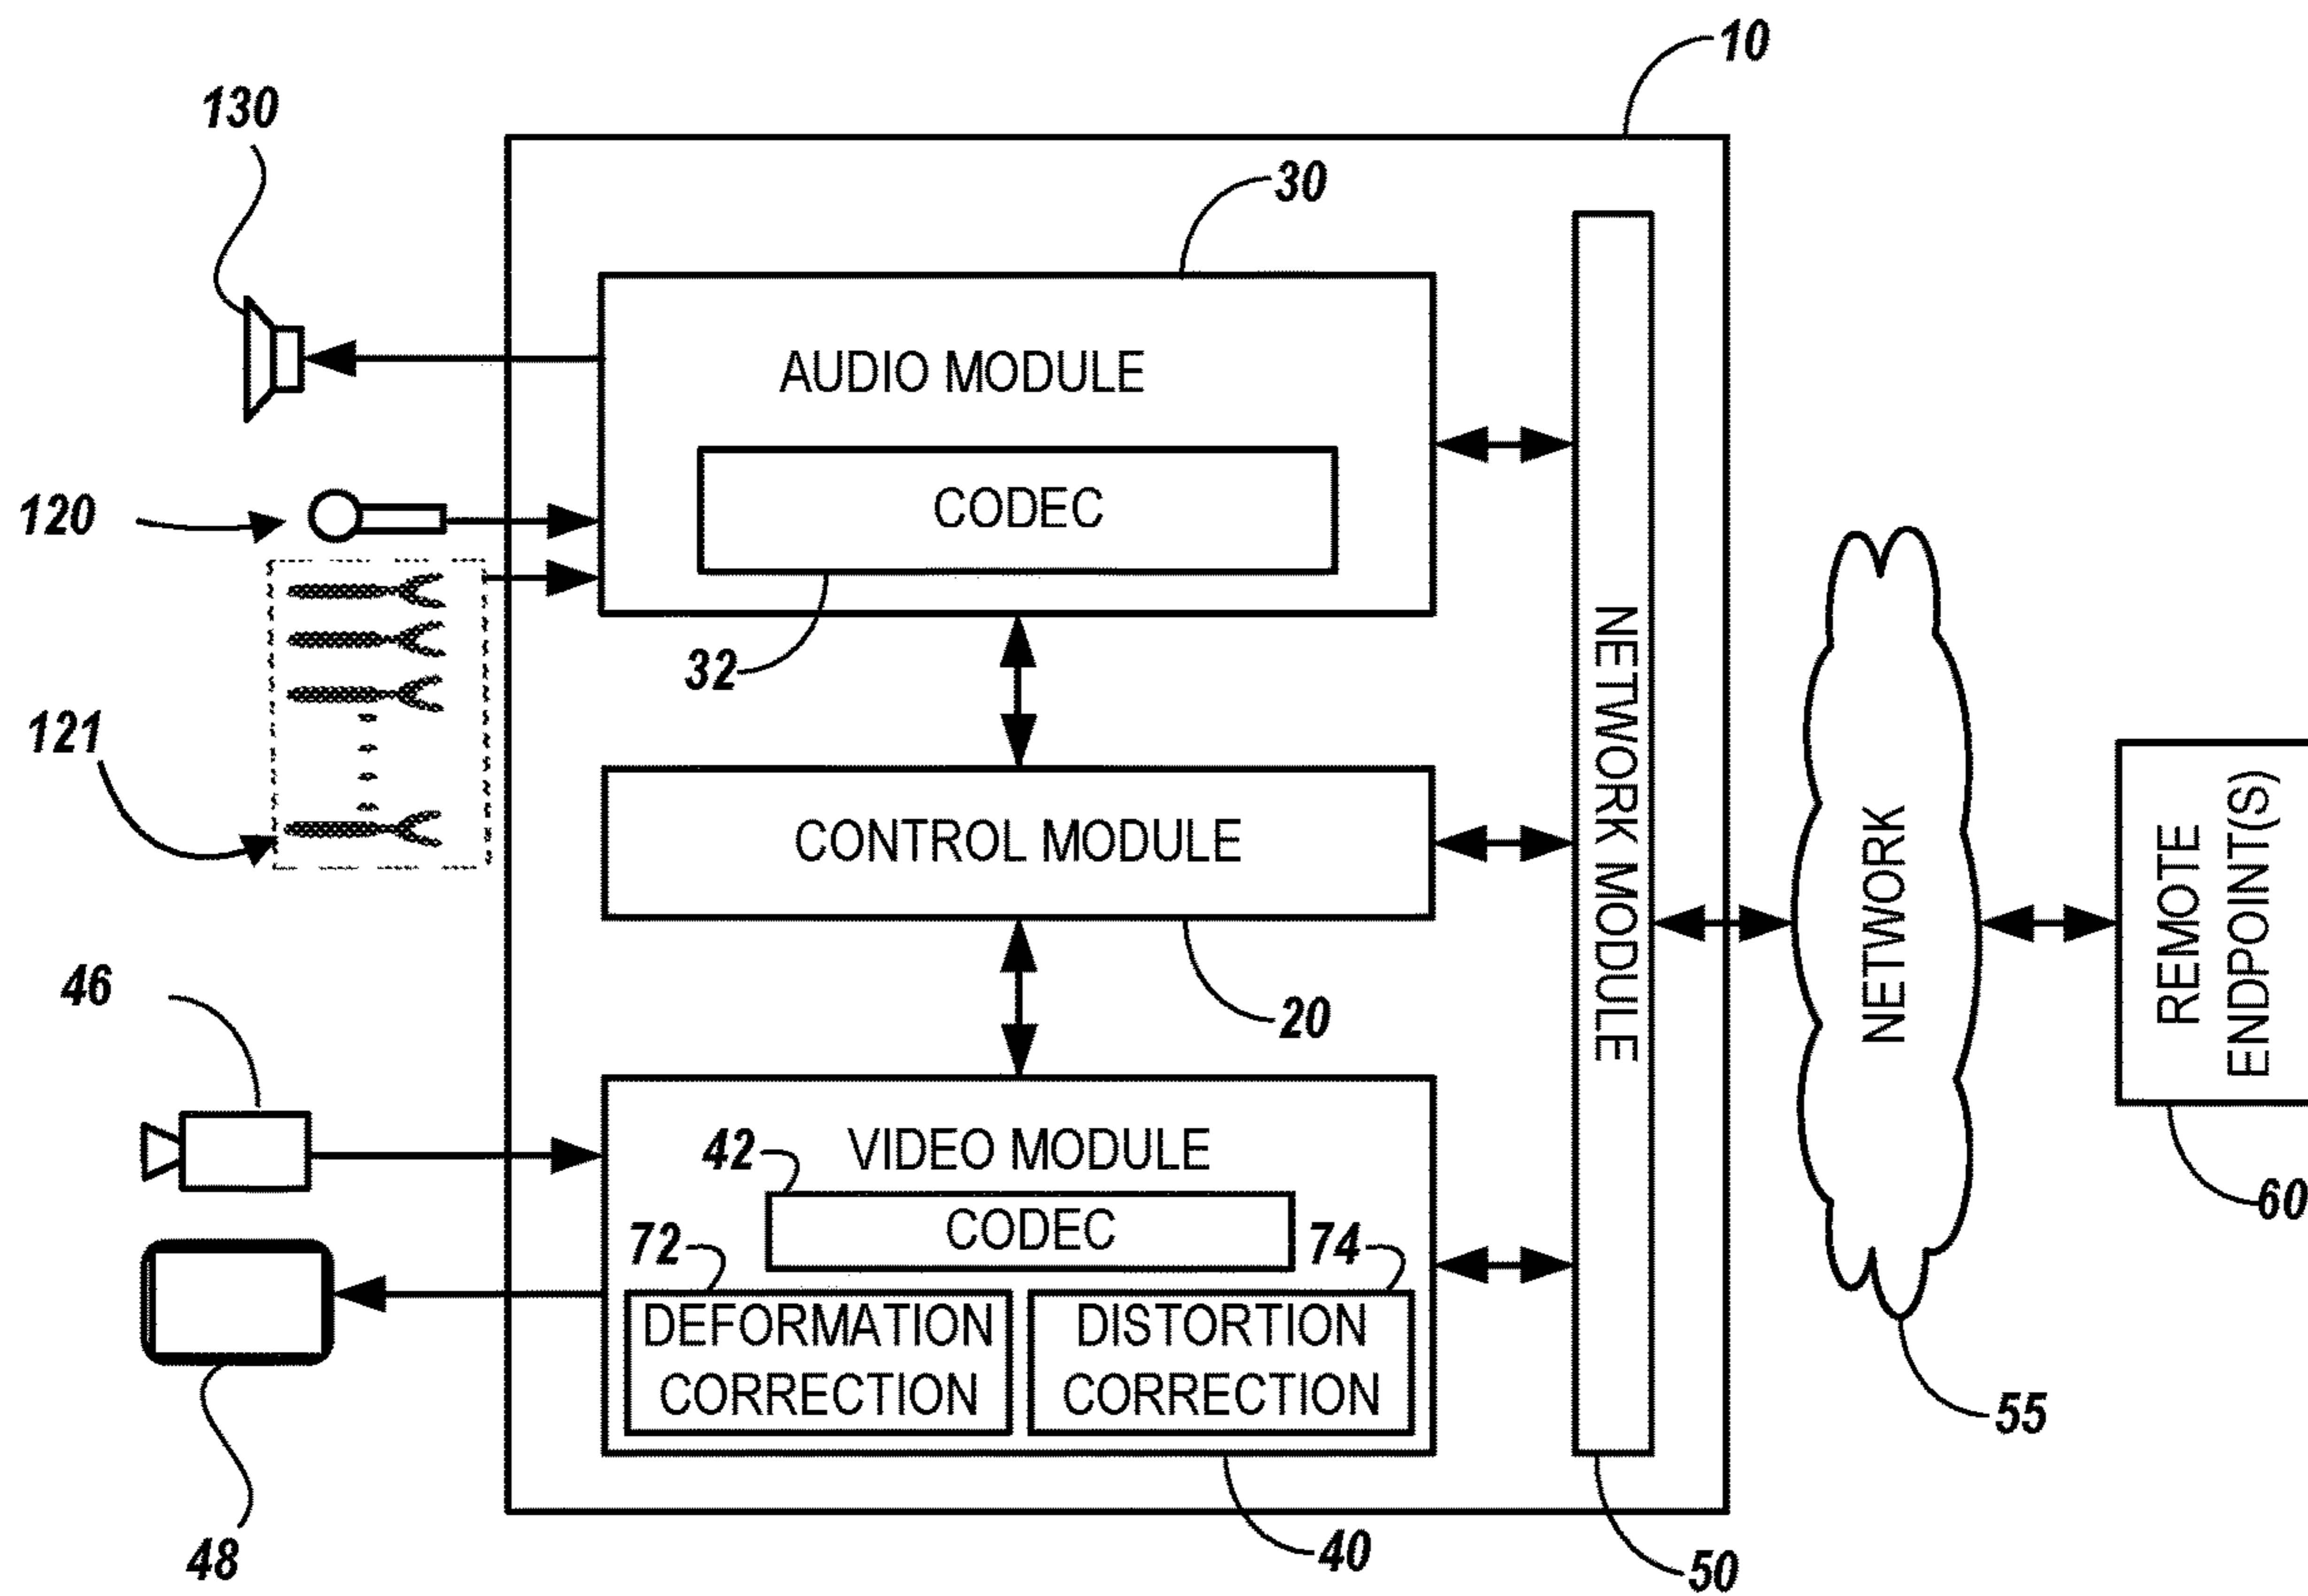 10
130
30
AUDIO MODULE
CODEC
120
32
121
NETWORK MODULE
CONTROL MODULE
NETWORK
REMOTE
ENDPOINT(S)
46
20
42
VIDEO MODULE
CODEC
72
74
60
DEFORMATION
CORRECTION
DISTORTION
CORRECTION
55
48
40
50